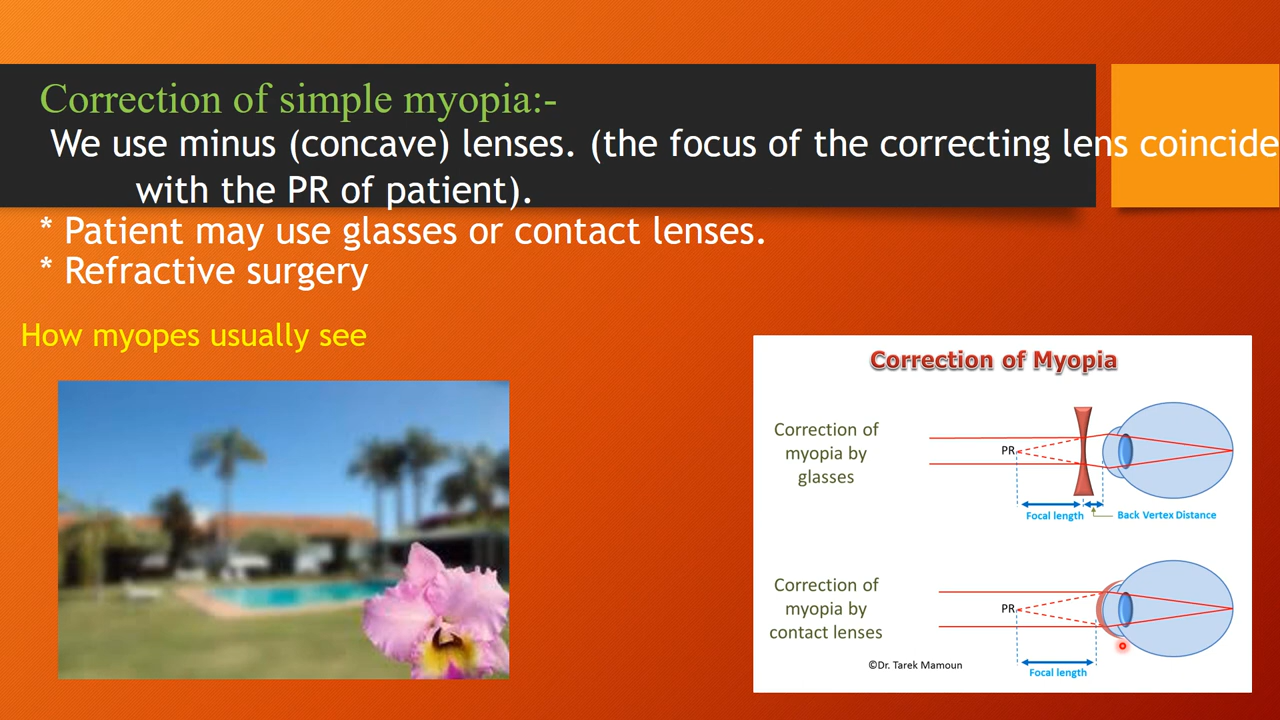 Correction of simple myopia:-
We use minus (concave) lenses. (the focus of the correcting lens coincide
with the PR of patient).
* Patient may use glasses or contact lenses.
* Refractive surgery
How myopes usually see
Correction of Myopia
Correction of
myopia by
glasses
PR
Focal length
Back Vertex Distance
Correction of
myopia by
contact lenses
PR
©Dr. Tarek Mamoun
Focal length